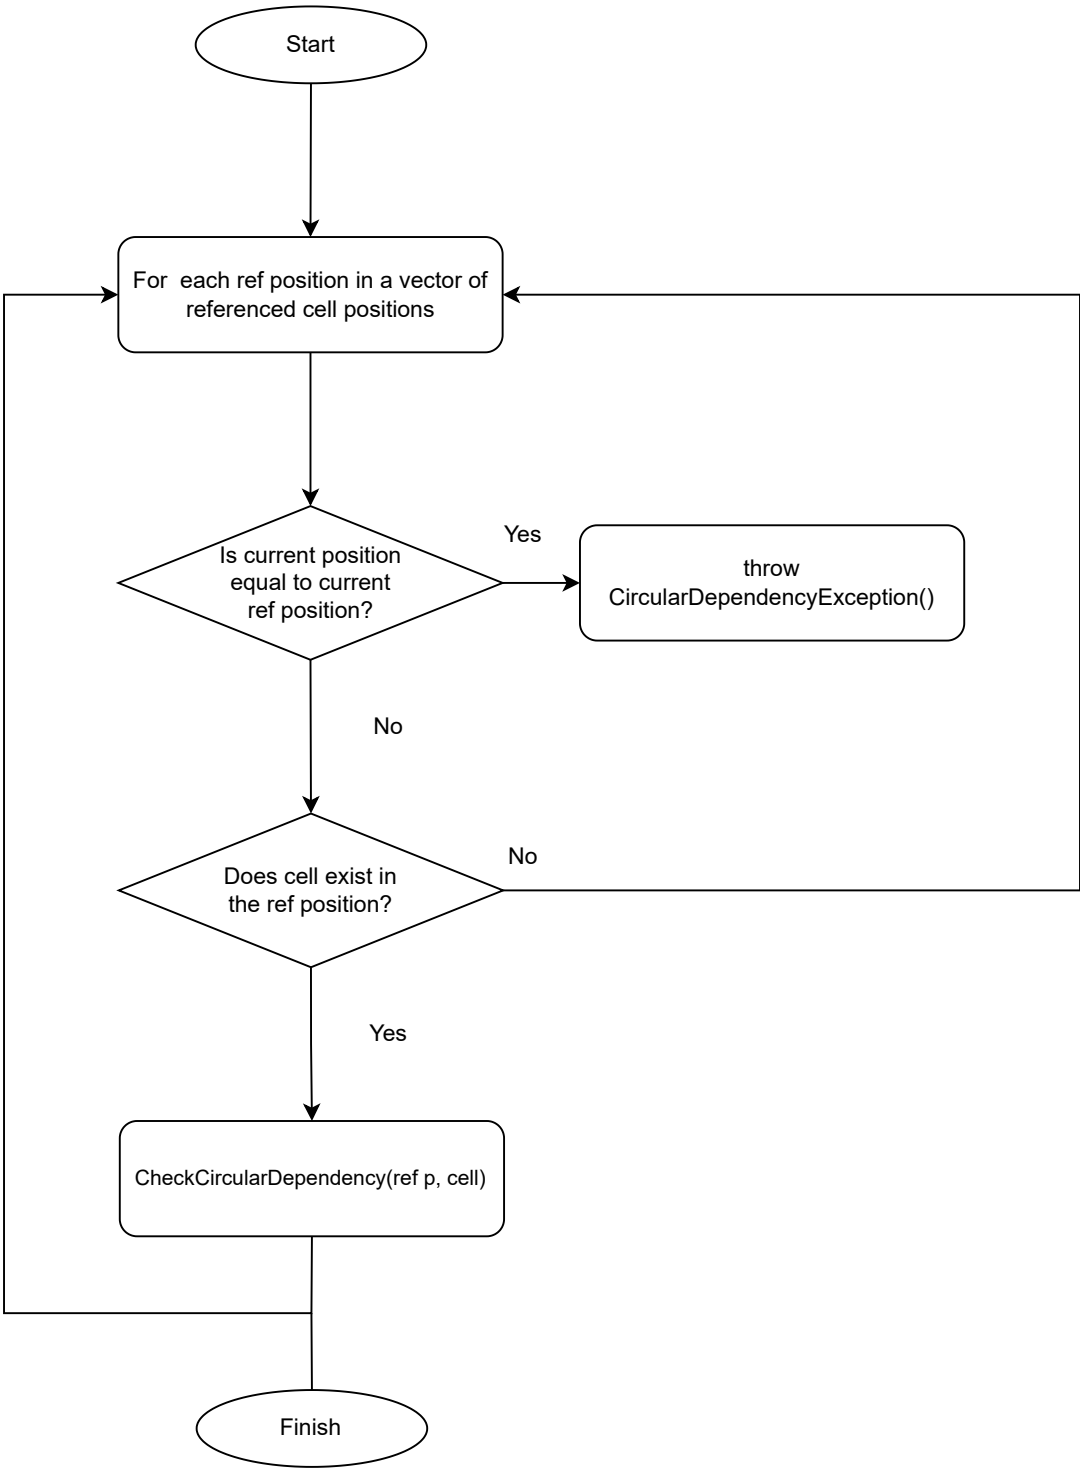 Start
For  each ref position in a vector of
referenced cell positions
Is current position
equal to current
ref position?
Yes
throw
CircularDependencyException()
No
Does cell exist in
the ref position?
No
Yes
CheckCircularDependency(ref p, cell)
Finish